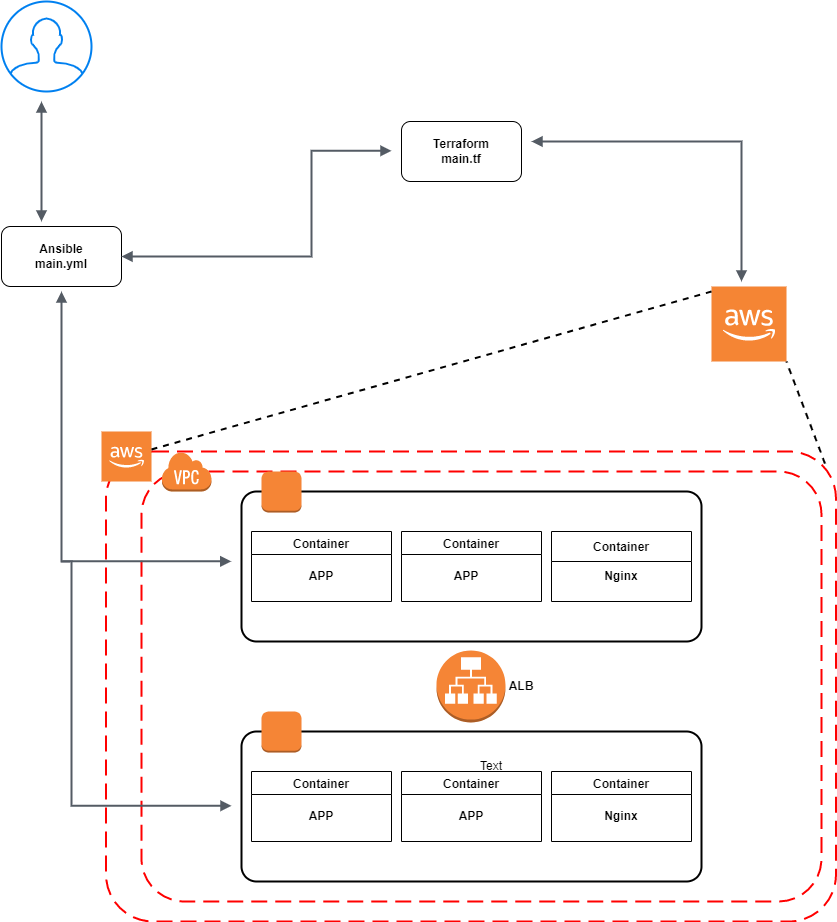 Terraform
main.tf
Ansible
main.yml
aws
aws
VPC
Container
Container
Container
APP
APP
Nginx
ALB
Text
Container
Container
Container
APP
APP
Nginx